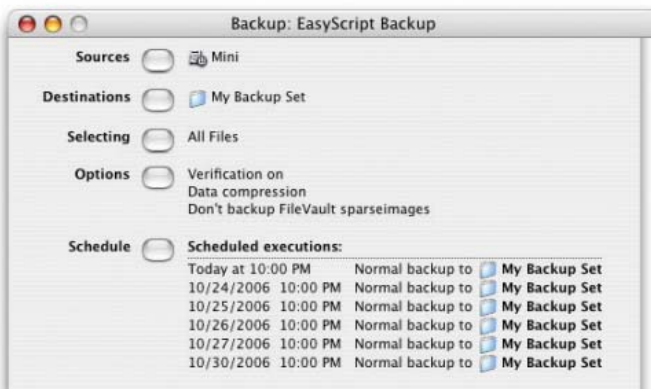 Backup: EasyScript Backup
Sources Mini
Destinations My Backup Set
Selecting All Files
Options Verification on
Data compression
Don't backup FileVault sparseimages
Schedule Scheduled executions:
Today at 10:00 PM Normal backup to My Backup Set
10/24/2006 10:00 PM Normal backup to My Backup Set
10/25/2006 10:00 PM Normal backup to My Backup Set
10/26/2006 10:00 PM Normal backup to My Backup Set
10/27/2006 10:00 PM Normal backup to My Backup Set
10/30/2006 10:00 PM Normal backup to My Backup Set